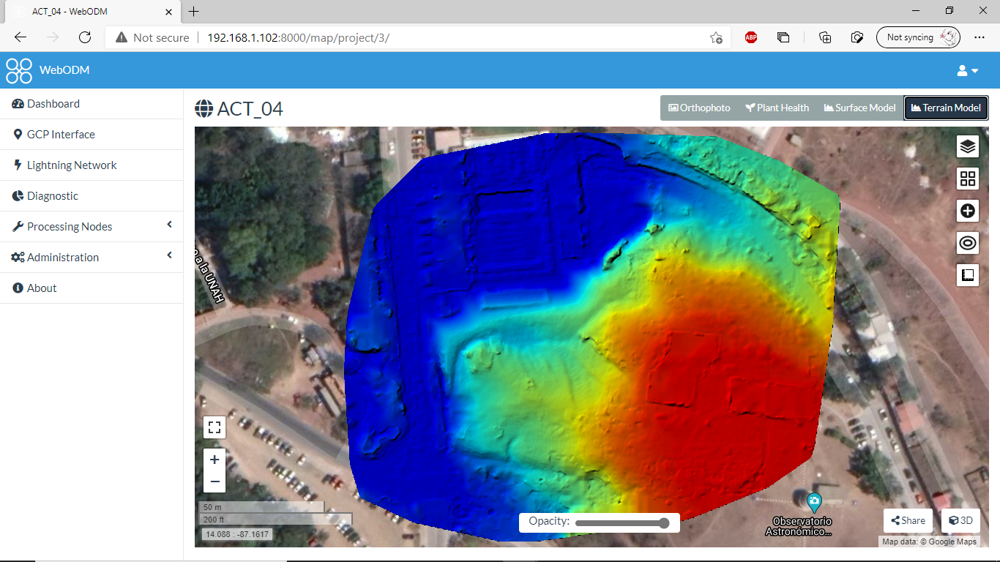 ACT_04 - WebODM
Not secure
192.168.1.102:8000/map/project/3/
ABP
Not syncing
WebODM
Dashboard
GCP Interface
Lightning Network
Diagnostic
Processing Nodes
Administration
About
ACT_04
Orthophoto
Plant Health
Surface Model
Terrain Model
o a la UNAH
+
−
50 m
200 ft
14.088 : -87.1617
Opacity:
Observatorio
Astronómico...
Share
3D
Map data: © Google Maps